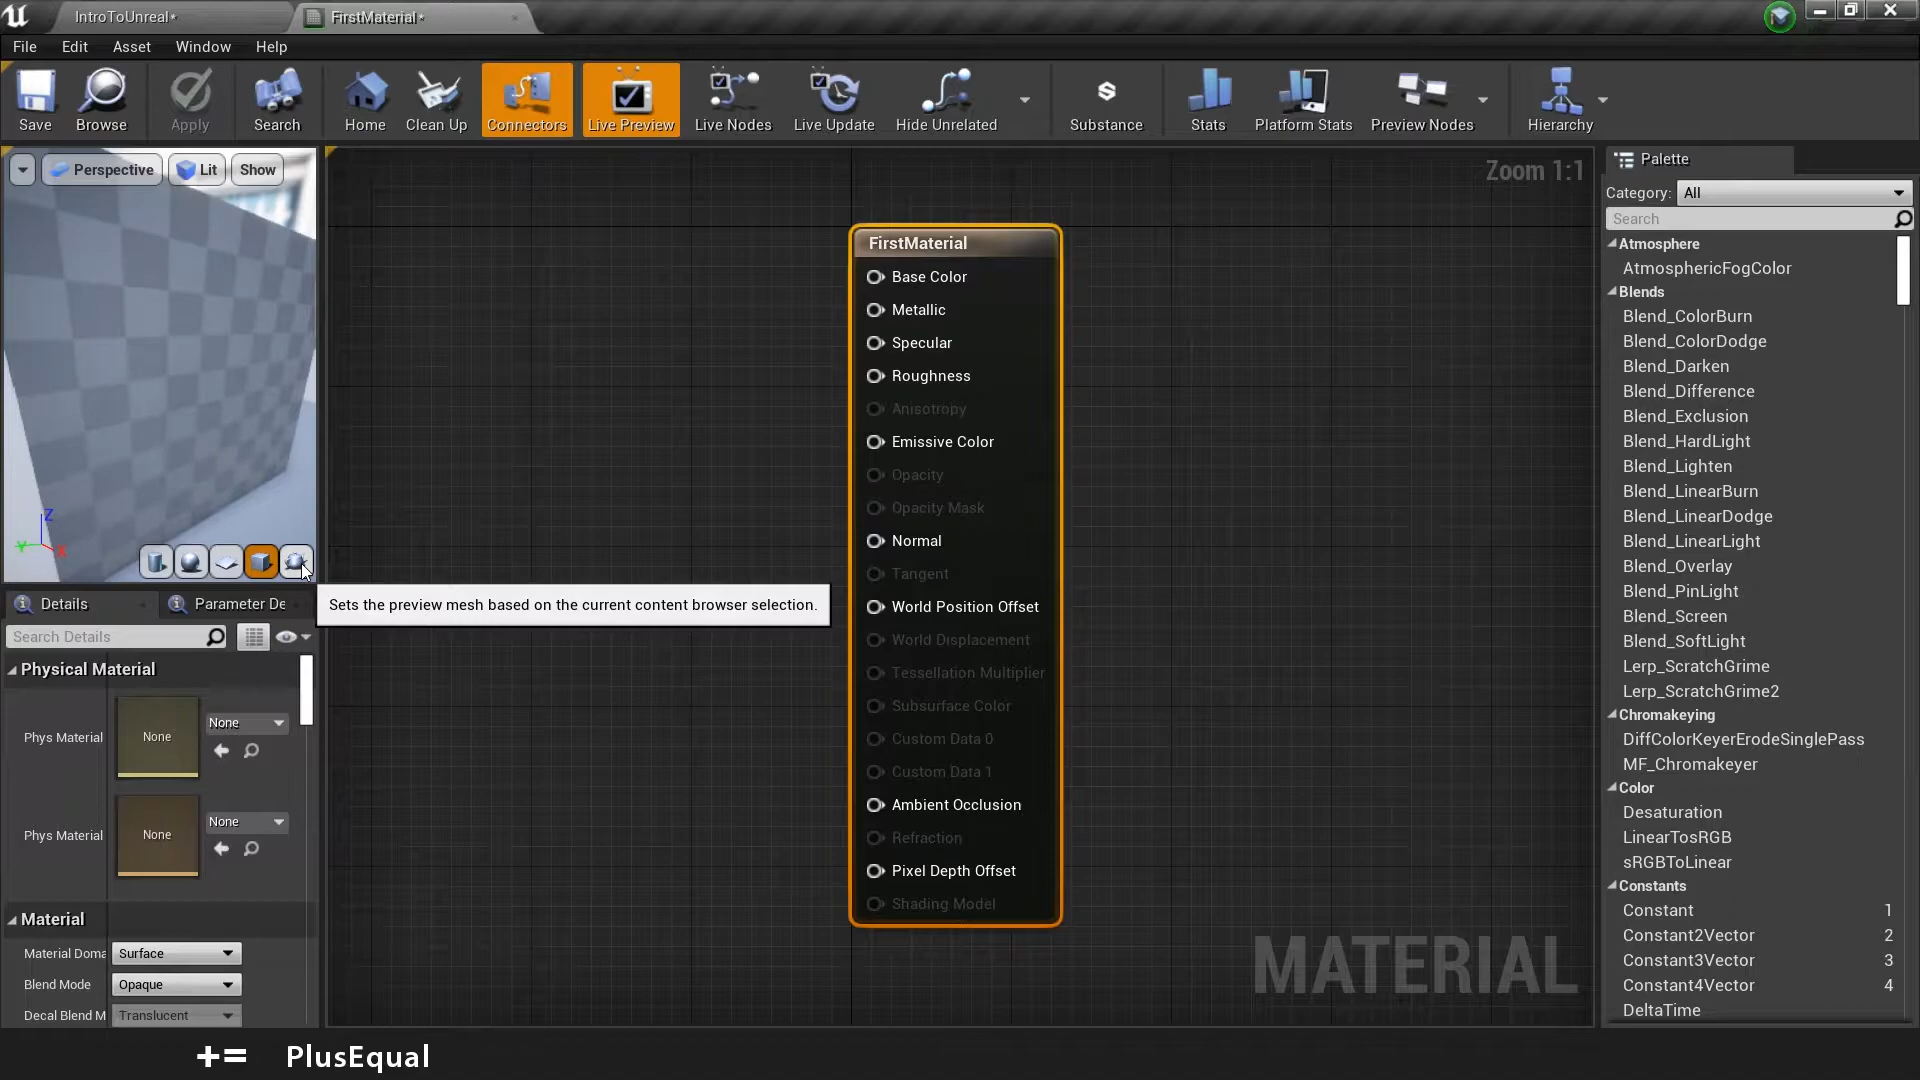 IntroToUnreal*
FirstMaterial*
File Edit Asset Window Help
Save Browse Apply Search Home Clean Up Connectors Live Preview Live Nodes Live Update Hide Unrelated Substance Stats Platform Stats Preview Nodes Hierarchy
Perspective Lit Show
Zoom 1:1
Z
Y
X
Details
Parameter De
Sets the preview mesh based on the current content browser selection.
Search Details
Physical Material
Phys Material
None
None
Phys Material
None
None
Material
Material Doma
Surface
Blend Mode
Opaque
Decal Blend M
Translucent
FirstMaterial
Base Color
Metallic
Specular
Roughness
Anisotropy
Emissive Color
Opacity
Opacity Mask
Normal
Tangent
World Position Offset
World Displacement
Tessellation Multiplier
Subsurface Color
Custom Data 0
Custom Data 1
Ambient Occlusion
Refraction
Pixel Depth Offset
Shading Model
MATERIAL
Palette
Category: All
Search
Atmosphere
AtmosphericFogColor
Blends
Blend_ColorBurn
Blend_ColorDodge
Blend_Darken
Blend_Difference
Blend_Exclusion
Blend_HardLight
Blend_Lighten
Blend_LinearBurn
Blend_LinearDodge
Blend_LinearLight
Blend_Overlay
Blend_PinLight
Blend_Screen
Blend_SoftLight
Lerp_ScratchGrime
Lerp_ScratchGrime2
Chromakeying
DiffColorKeyerErodeSinglePass
MF_Chromakeyer
Color
Desaturation
LinearTosRGB
sRGBToLinear
Constants
Constant 1
Constant2Vector 2
Constant3Vector 3
Constant4Vector 4
DeltaTime
+= PlusEqual